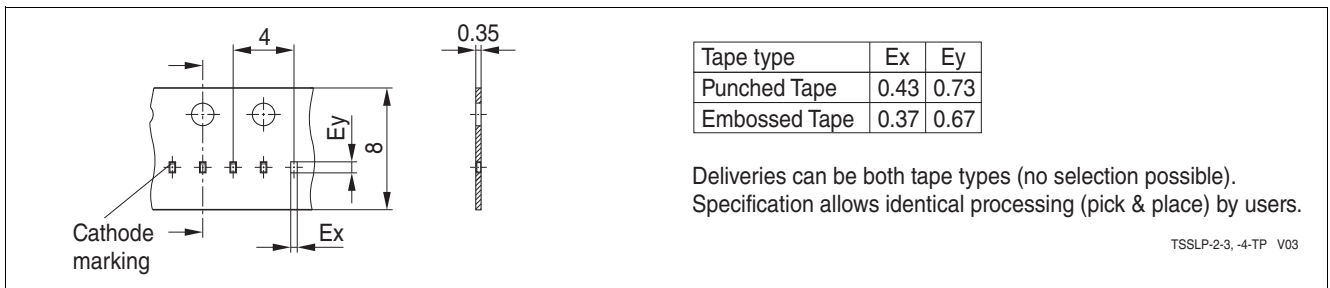 4
0.35
Ey
8
Cathode
marking
Ex
Tape type Ex Ey
Punched Tape 0.43 0.73
Embossed Tape 0.37 0.67
Deliveries can be both tape types (no selection possible).
Specification allows identical processing (pick & place) by users.
TSSLP-2-3, -4-TP V03